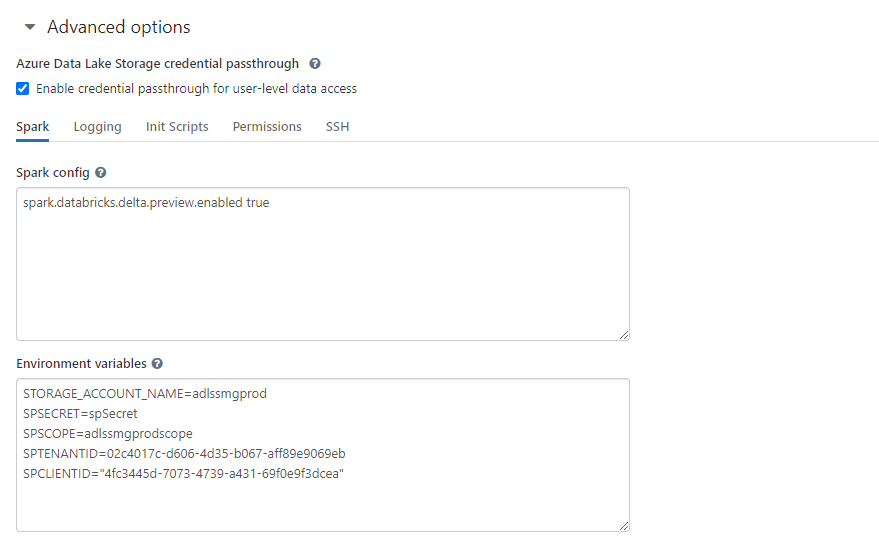 Advanced options
Azure Data Lake Storage credential passthrough
Enable credential passthrough for user-level data access
Spark Logging Init Scripts Permissions SSH
Spark config
spark.databricks.delta.preview.enabled true
Environment variables
STORAGE_ACCOUNT_NAME=adlssmgprod
SPSECRET=spSecret
SPSCOPE=adlssmgprodscope
SPTENANTID=02c4017c-d606-4d35-b067-aff89e9069eb
SPCLIENTID="4fc3445d-7073-4739-a431-69f0e9f3dcea"